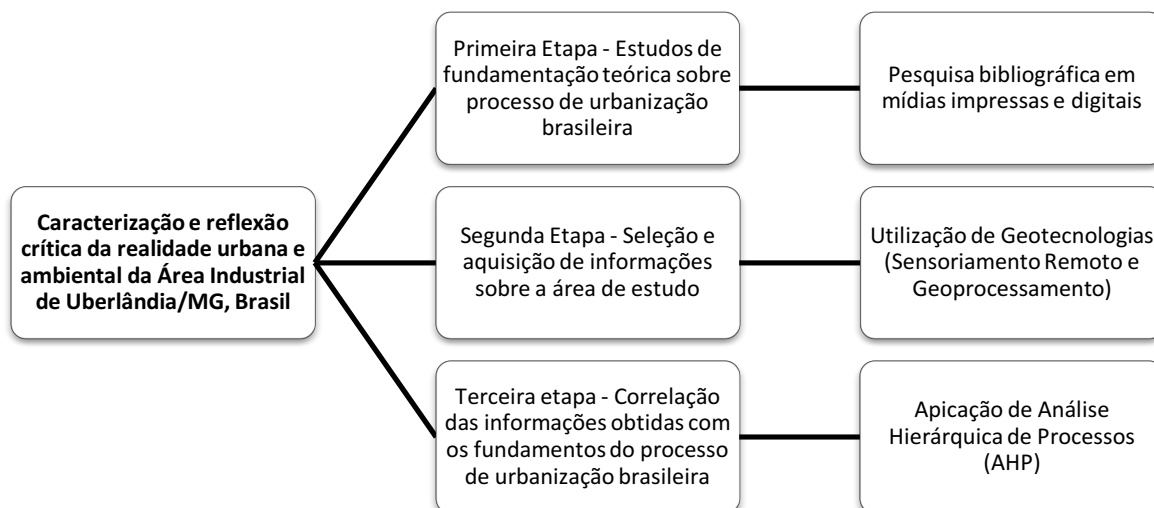 Caracterização e reflexão
crítica da realidade urbana e
ambiental da Área Industrial
de Uberlândia/MG, Brasil
Primeira Etapa - Estudos de
fundamentação teórica sobre
processo de urbanização
brasileira
Pesquisa bibliográfica em
mídias impressas e digitais
Segunda Etapa - Seleção e
aquisição de informações
sobre a área de estudo
Utilização de Geotecnologias
(Sensoriamento Remoto e
Geoprocessamento)
Terceira etapa - Correlação
das informações obtidas com
os fundamentos do processo
de urbanização brasileira
Apicação de Análise
Hierárquica de Processos
(AHP)